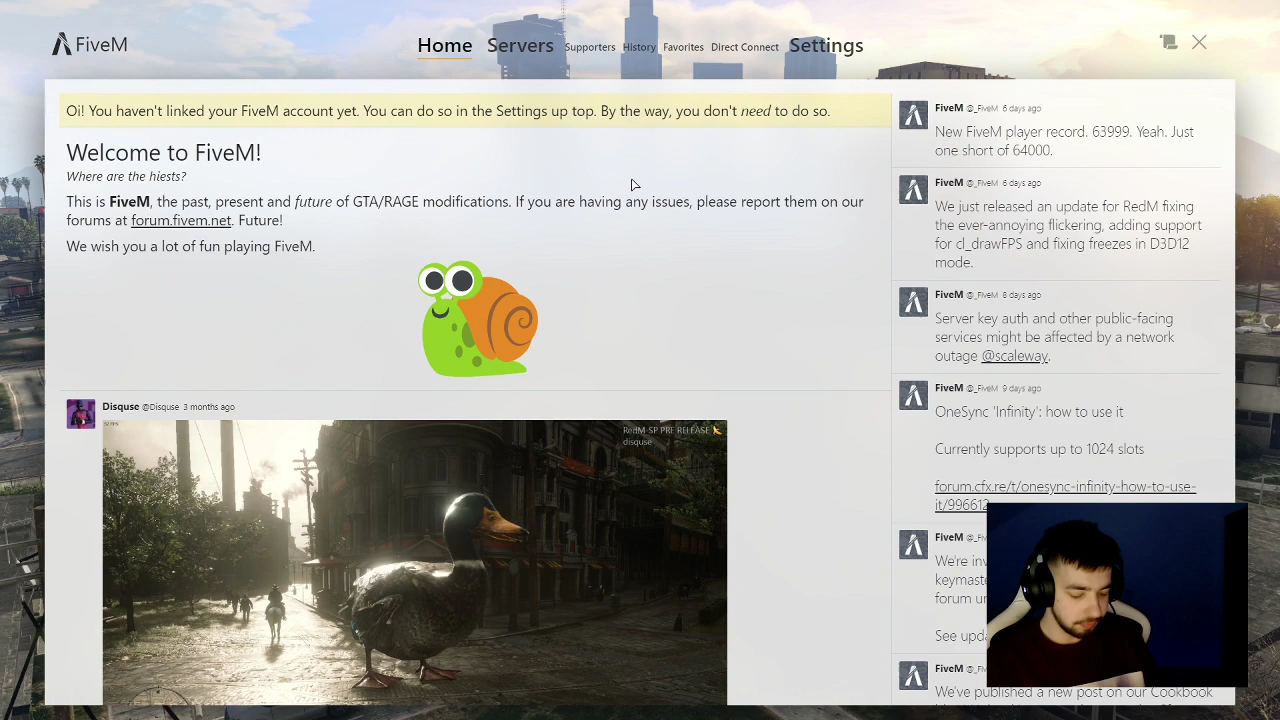 FiveM
Home Servers Supporters History Favorites Direct Connect Settings
Oi! You haven't linked your FiveM account yet. You can do so in the Settings up top. By the way, you don't need to do so.
Welcome to FiveM!
Where are the hiests?
This is FiveM, the past, present and future of GTA/RAGE modifications. If you are having any issues, please report them on our
forums at forum.fivem.net. Future!
We wish you a lot of fun playing FiveM.
Disquse @Disquse 3 months ago
RedM-SP PRE RELEASE
disquse
FiveM @_FiveM 6 days ago
New FiveM player record. 63999. Yeah. Just
one short of 64000.
FiveM @_FiveM 6 days ago
We just released an update for RedM fixing
the ever-annoying flickering, adding support
for cl_drawFPS and fixing freezes in D3D12
mode.
FiveM @_FiveM 8 days ago
Server key auth and other public-facing
services might be affected by a network
outage @scaleway.
FiveM @_FiveM 9 days ago
OneSync 'Infinity': how to use it
Currently supports up to 1024 slots
forum.cfx.re/t/onesync-infinity-how-to-use-
it/996612
FiveM
We're
keymaste
forum
See
FiveM
We've published a new post on our Cookbook